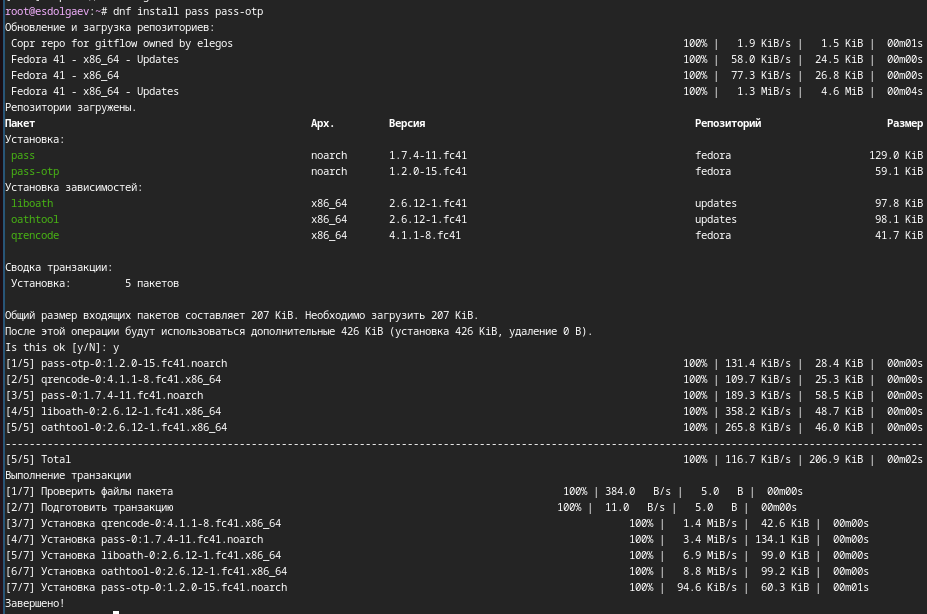 root@esdolgaev:~# dnf install pass pass-otp
Обновление и загрузка репозиториев:
 Copr repo for gitflow owned by elegos 100% | 1.9 KiB/s | 1.5 KiB | 00m01s
 Fedora 41 - x86_64 - Updates 100% | 58.0 KiB/s | 24.5 KiB | 00m00s
 Fedora 41 - x86_64 100% | 77.3 KiB/s | 26.8 KiB | 00m00s
 Fedora 41 - x86_64 - Updates 100% | 1.3 MiB/s | 4.6 MiB | 00m04s
Репозитории загружены.
Пакет Арх. Версия Репозиторий Размер
Установка:
 pass noarch 1.7.4-11.fc41 fedora 129.0 KiB
 pass-otp noarch 1.2.0-15.fc41 fedora 59.1 KiB
Установка зависимостей:
 liboath x86_64 2.6.12-1.fc41 updates 97.8 KiB
 oathtool x86_64 2.6.12-1.fc41 updates 98.1 KiB
 qrencode x86_64 4.1.1-8.fc41 fedora 41.7 KiB
Сводка транзакции:
 Установка: 5 пакетов
Общий размер входящих пакетов составляет 207 KiB. Необходимо загрузить 207 KiB.
После этой операции будут использоваться дополнительные 426 KiB (установка 426 KiB, удаление 0 B).
Is this ok [y/N]: y
[1/5] pass-otp-0:1.2.0-15.fc41.noarch 100% | 131.4 KiB/s | 28.4 KiB | 00m00s
[2/5] qrencode-0:4.1.1-8.fc41.x86_64 100% | 109.7 KiB/s | 25.3 KiB | 00m00s
[3/5] pass-0:1.7.4-11.fc41.noarch 100% | 189.3 KiB/s | 58.5 KiB | 00m00s
[4/5] liboath-0:2.6.12-1.fc41.x86_64 100% | 358.2 KiB/s | 48.7 KiB | 00m00s
[5/5] oathtool-0:2.6.12-1.fc41.x86_64 100% | 265.8 KiB/s | 46.0 KiB | 00m00s
[5/5] Total 100% | 116.7 KiB/s | 206.9 KiB | 00m02s
Выполнение транзакции
[1/7] Проверить файлы пакета 100% | 384.0 B/s | 5.0 B | 00m00s
[2/7] Подготовить транзакцию 100% | 11.0 B/s | 5.0 B | 00m00s
[3/7] Установка qrencode-0:4.1.1-8.fc41.x86_64 100% | 1.4 MiB/s | 42.6 KiB | 00m00s
[4/7] Установка pass-0:1.7.4-11.fc41.noarch 100% | 3.4 MiB/s | 134.1 KiB | 00m00s
[5/7] Установка liboath-0:2.6.12-1.fc41.x86_64 100% | 6.9 MiB/s | 99.0 KiB | 00m00s
[6/7] Установка oathtool-0:2.6.12-1.fc41.x86_64 100% | 8.8 MiB/s | 99.2 KiB | 00m00s
[7/7] Установка pass-otp-0:1.2.0-15.fc41.noarch 100% | 94.6 KiB/s | 60.3 KiB | 00m01s
Завершено!